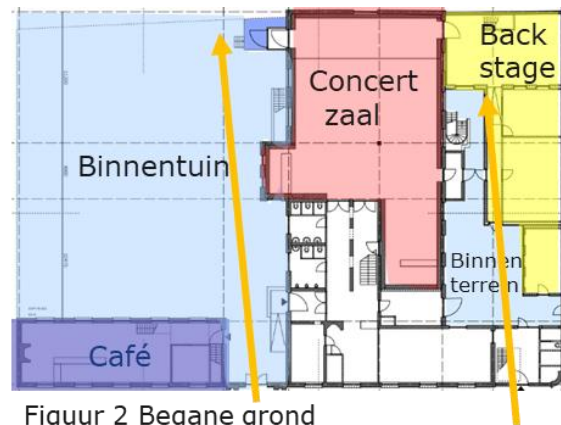 Back
stage
Concert
zaal
Binnentuin
Binnen
terrein
Café
Figuur 2 Begane grond